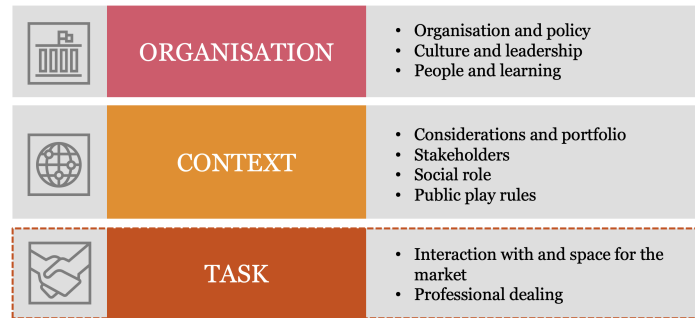 ORGANISATION
• Organisation and policy
• Culture and leadership
• People and learning
CONTEXT
• Considerations and portfolio
• Stakeholders
• Social role
• Public play rules
TASK
• Interaction with and space for the
market
• Professional dealing